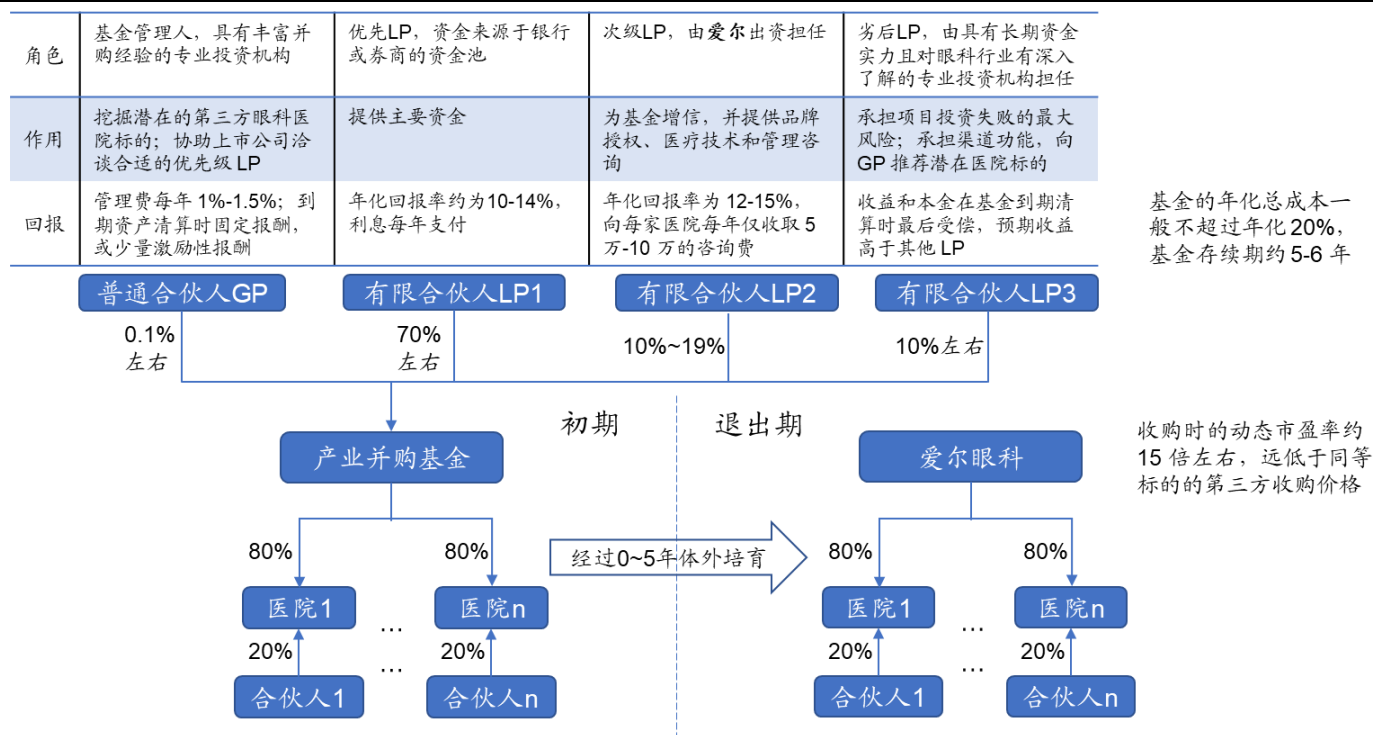 角色
基金管理人，具有丰富并
购经验的专业投资机构
优先LP，资金来源于银行
或券商的资金池
次级LP，由爱尔出资担任
劣后LP，由具有长期资金
实力且对眼科行业有深入
了解的专业投资机构担任
作用
挖掘潜在的第三方眼科医
院标的；协助上市公司洽
谈合适的优先级 LP
提供主要资金
为基金增信，并提供品牌
授权、医疗技术和管理咨
询
承担项目投资失败的最大
风险；承担渠道功能，向
GP 推荐潜在医院标的
回报
管理费每年 1%-1.5%；到
期资产清算时固定报酬，
或少量激励性报酬
年化回报率约为10-14%，
利息每年支付
年化回报率为 12-15%，
向每家医院每年仅收取 5
万-10 万的咨询费
收益和本金在基金到期清
算时最后受偿，预期收益
高于其他 LP
基金的年化总成本一
般不超过年化 20%，
基金存续期约 5-6 年
普通合伙人GP
有限合伙人LP1
有限合伙人LP2
有限合伙人LP3
0.1%
左右
70%
左右
10%~19%
10%左右
初期
退出期
产业并购基金
爱尔眼科
收购时的动态市盈率约
15 倍左右，远低于同等
标的的第三方收购价格
80%
80%
经过0~5年体外培育
80%
80%
医院1
…
医院n
医院1
…
医院n
20%
…
20%
20%
…
20%
合伙人1
合伙人n
合伙人1
合伙人n